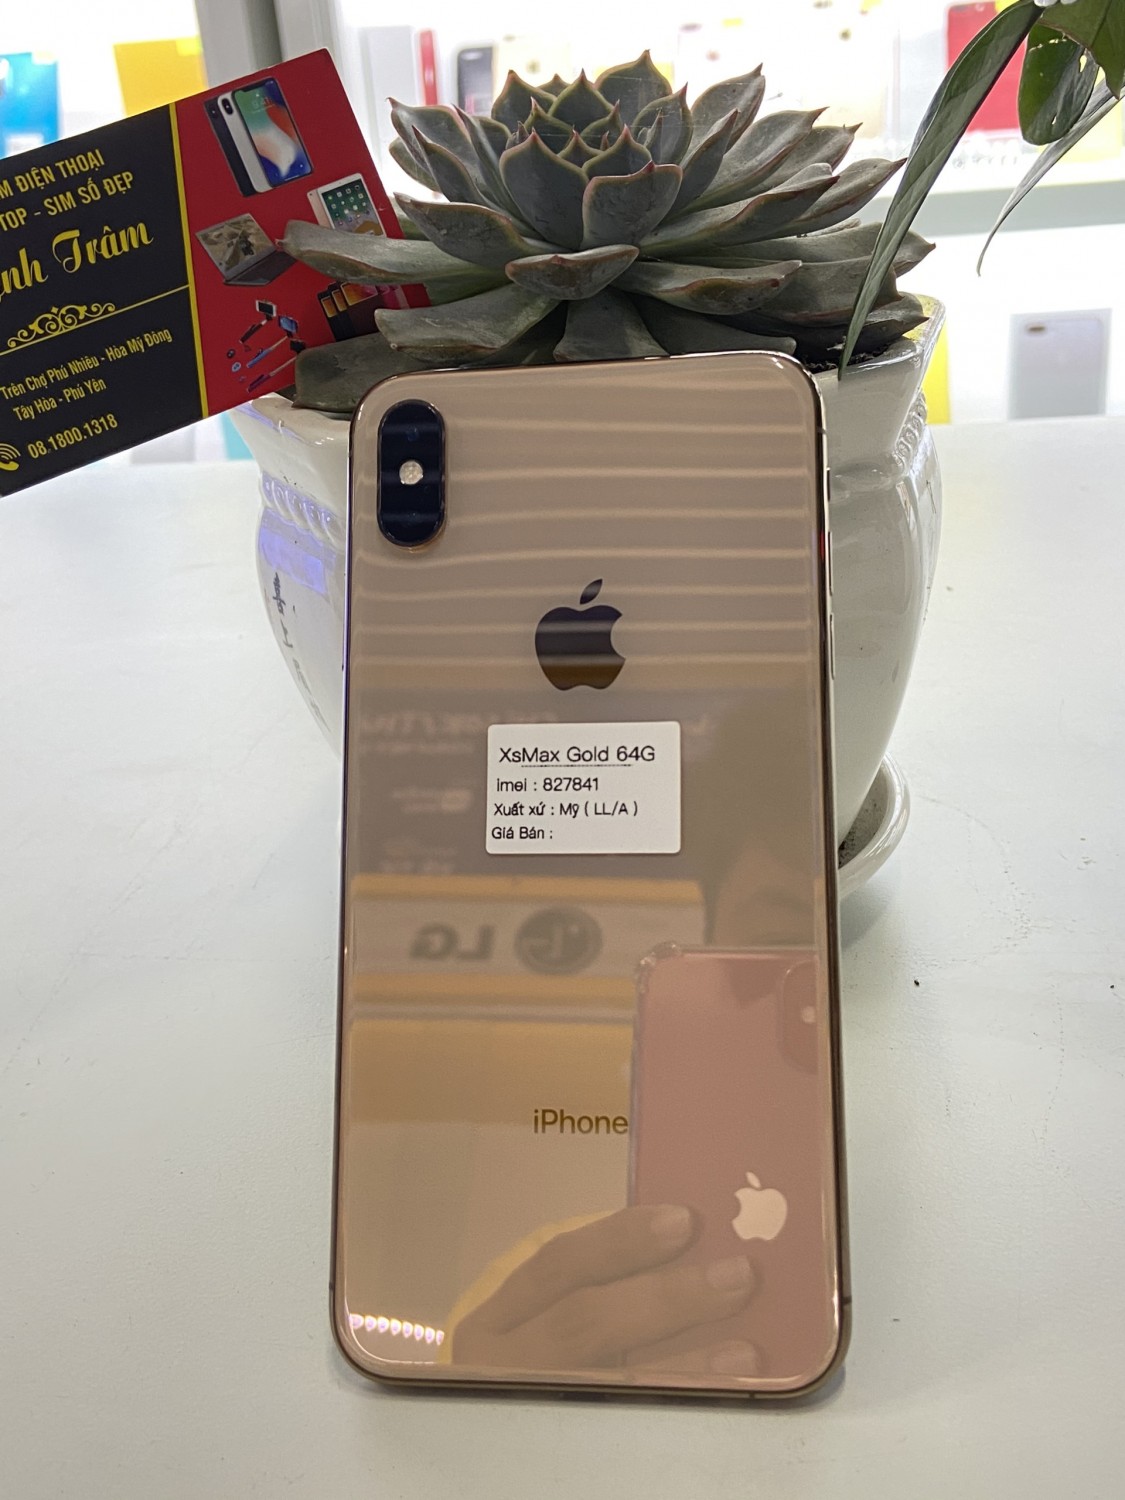 M ĐIỆN THOẠI
TOP - SIM SỐ ĐẸP
nh Trâm
Trên Chợ Phú Nhiêu - Hòa Mỹ Đông
Tây Hòa - Phú Yên
08.1800.1318
XsMax Gold 64G
imei : 827841
Xuất xứ : Mỹ ( LL/A )
Giá Bán :
LG
iPhone